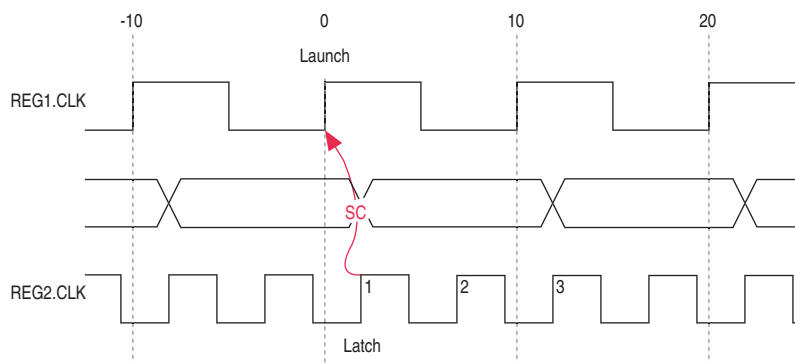 -10 0 10 20
Launch
REG1.CLK
SC
REG2.CLK 1 2 3
Latch